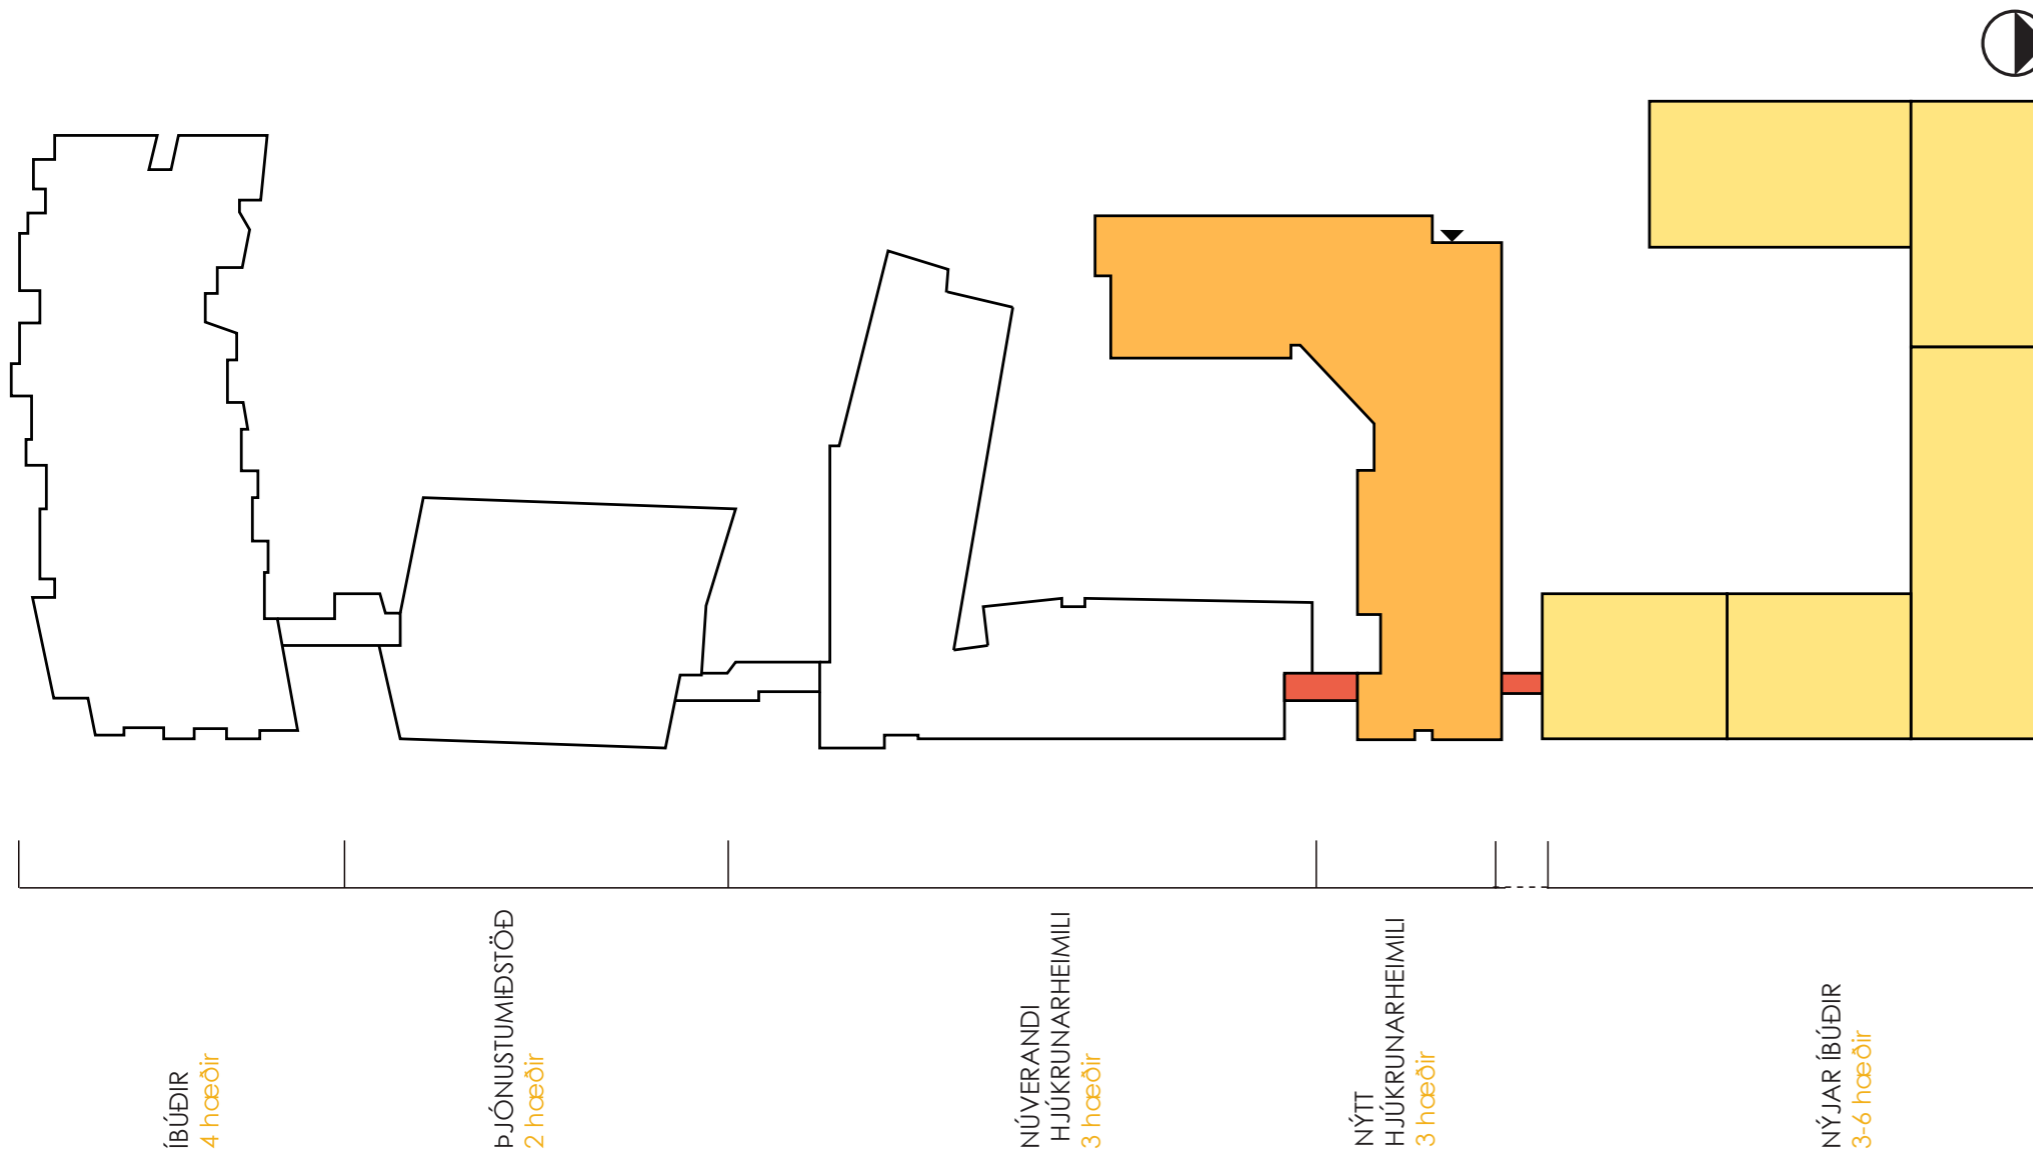 ÍBÚÐIR
4 hæðir
ÞJÓNUSTUMIÐSTÖÐ
2 hæðir
NÚVERANDI
HJÚKRUNARHEIMILI
3 hæðir
NÝTT
HJÚKRUNARHEIMILI
3 hæðir
NÝJAR ÍBÚÐIR
3-6 hæðir